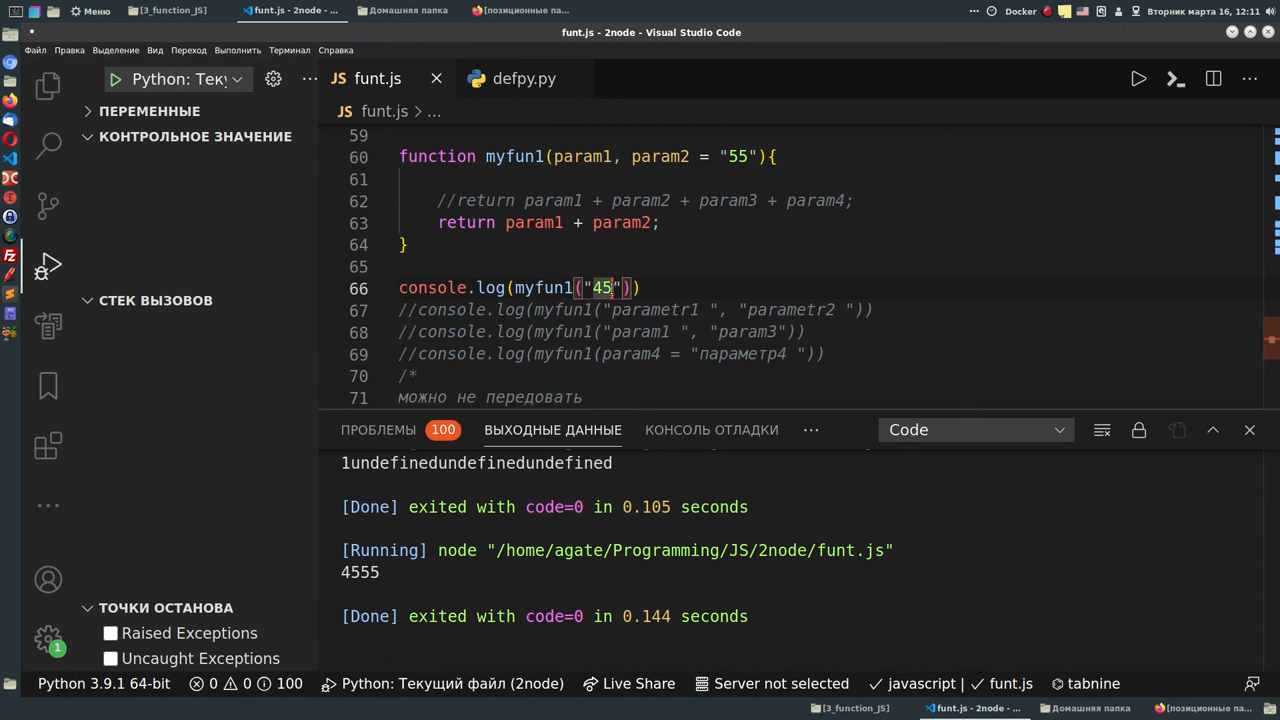 Меню
[3_function_JS]
funt.js - 2node - ...
Домашняя папка
[позиционные па...
Docker
Вторник марта 16, 12:11
funt.js - 2node - Visual Studio Code
Файл Правка Выделение Вид Переход Выполнить Терминал Справка
Python: Теку
...
JS funt.js
defpy.py
...
JS funt.js > ...
ПЕРЕМЕННЫЕ
КОНТРОЛЬНОЕ ЗНАЧЕНИЕ
СТЕК ВЫЗОВОВ
ТОЧКИ ОСТАНОВА
Raised Exceptions
Uncaught Exceptions
1
59
60 function myfun1(param1, param2 = "55"){
61
62 //return param1 + param2 + param3 + param4;
63 return param1 + param2;
64 }
65
66 console.log(myfun1("45"))
67 //console.log(myfun1("parametr1 ", "parametr2 "))
68 //console.log(myfun1("param1 ", "param3"))
69 //console.log(myfun1(param4 = "параметр4 "))
70 /*
71 можно не передовать
ПРОБЛЕМЫ 100 ВЫХОДНЫЕ ДАННЫЕ КОНСОЛЬ ОТЛАДКИ ... Code
1undefinedundefinedundefined
[Done] exited with code=0 in 0.105 seconds
[Running] node "/home/agate/Programming/JS/2node/funt.js"
4555
[Done] exited with code=0 in 0.144 seconds
Python 3.9.1 64-bit 0 0 100 Python: Текущий файл (2node) Live Share Server not selected javascript | funt.js tabnine
[3_function_JS]
funt.js - 2node - ...
Домашняя папка
[позиционные па...